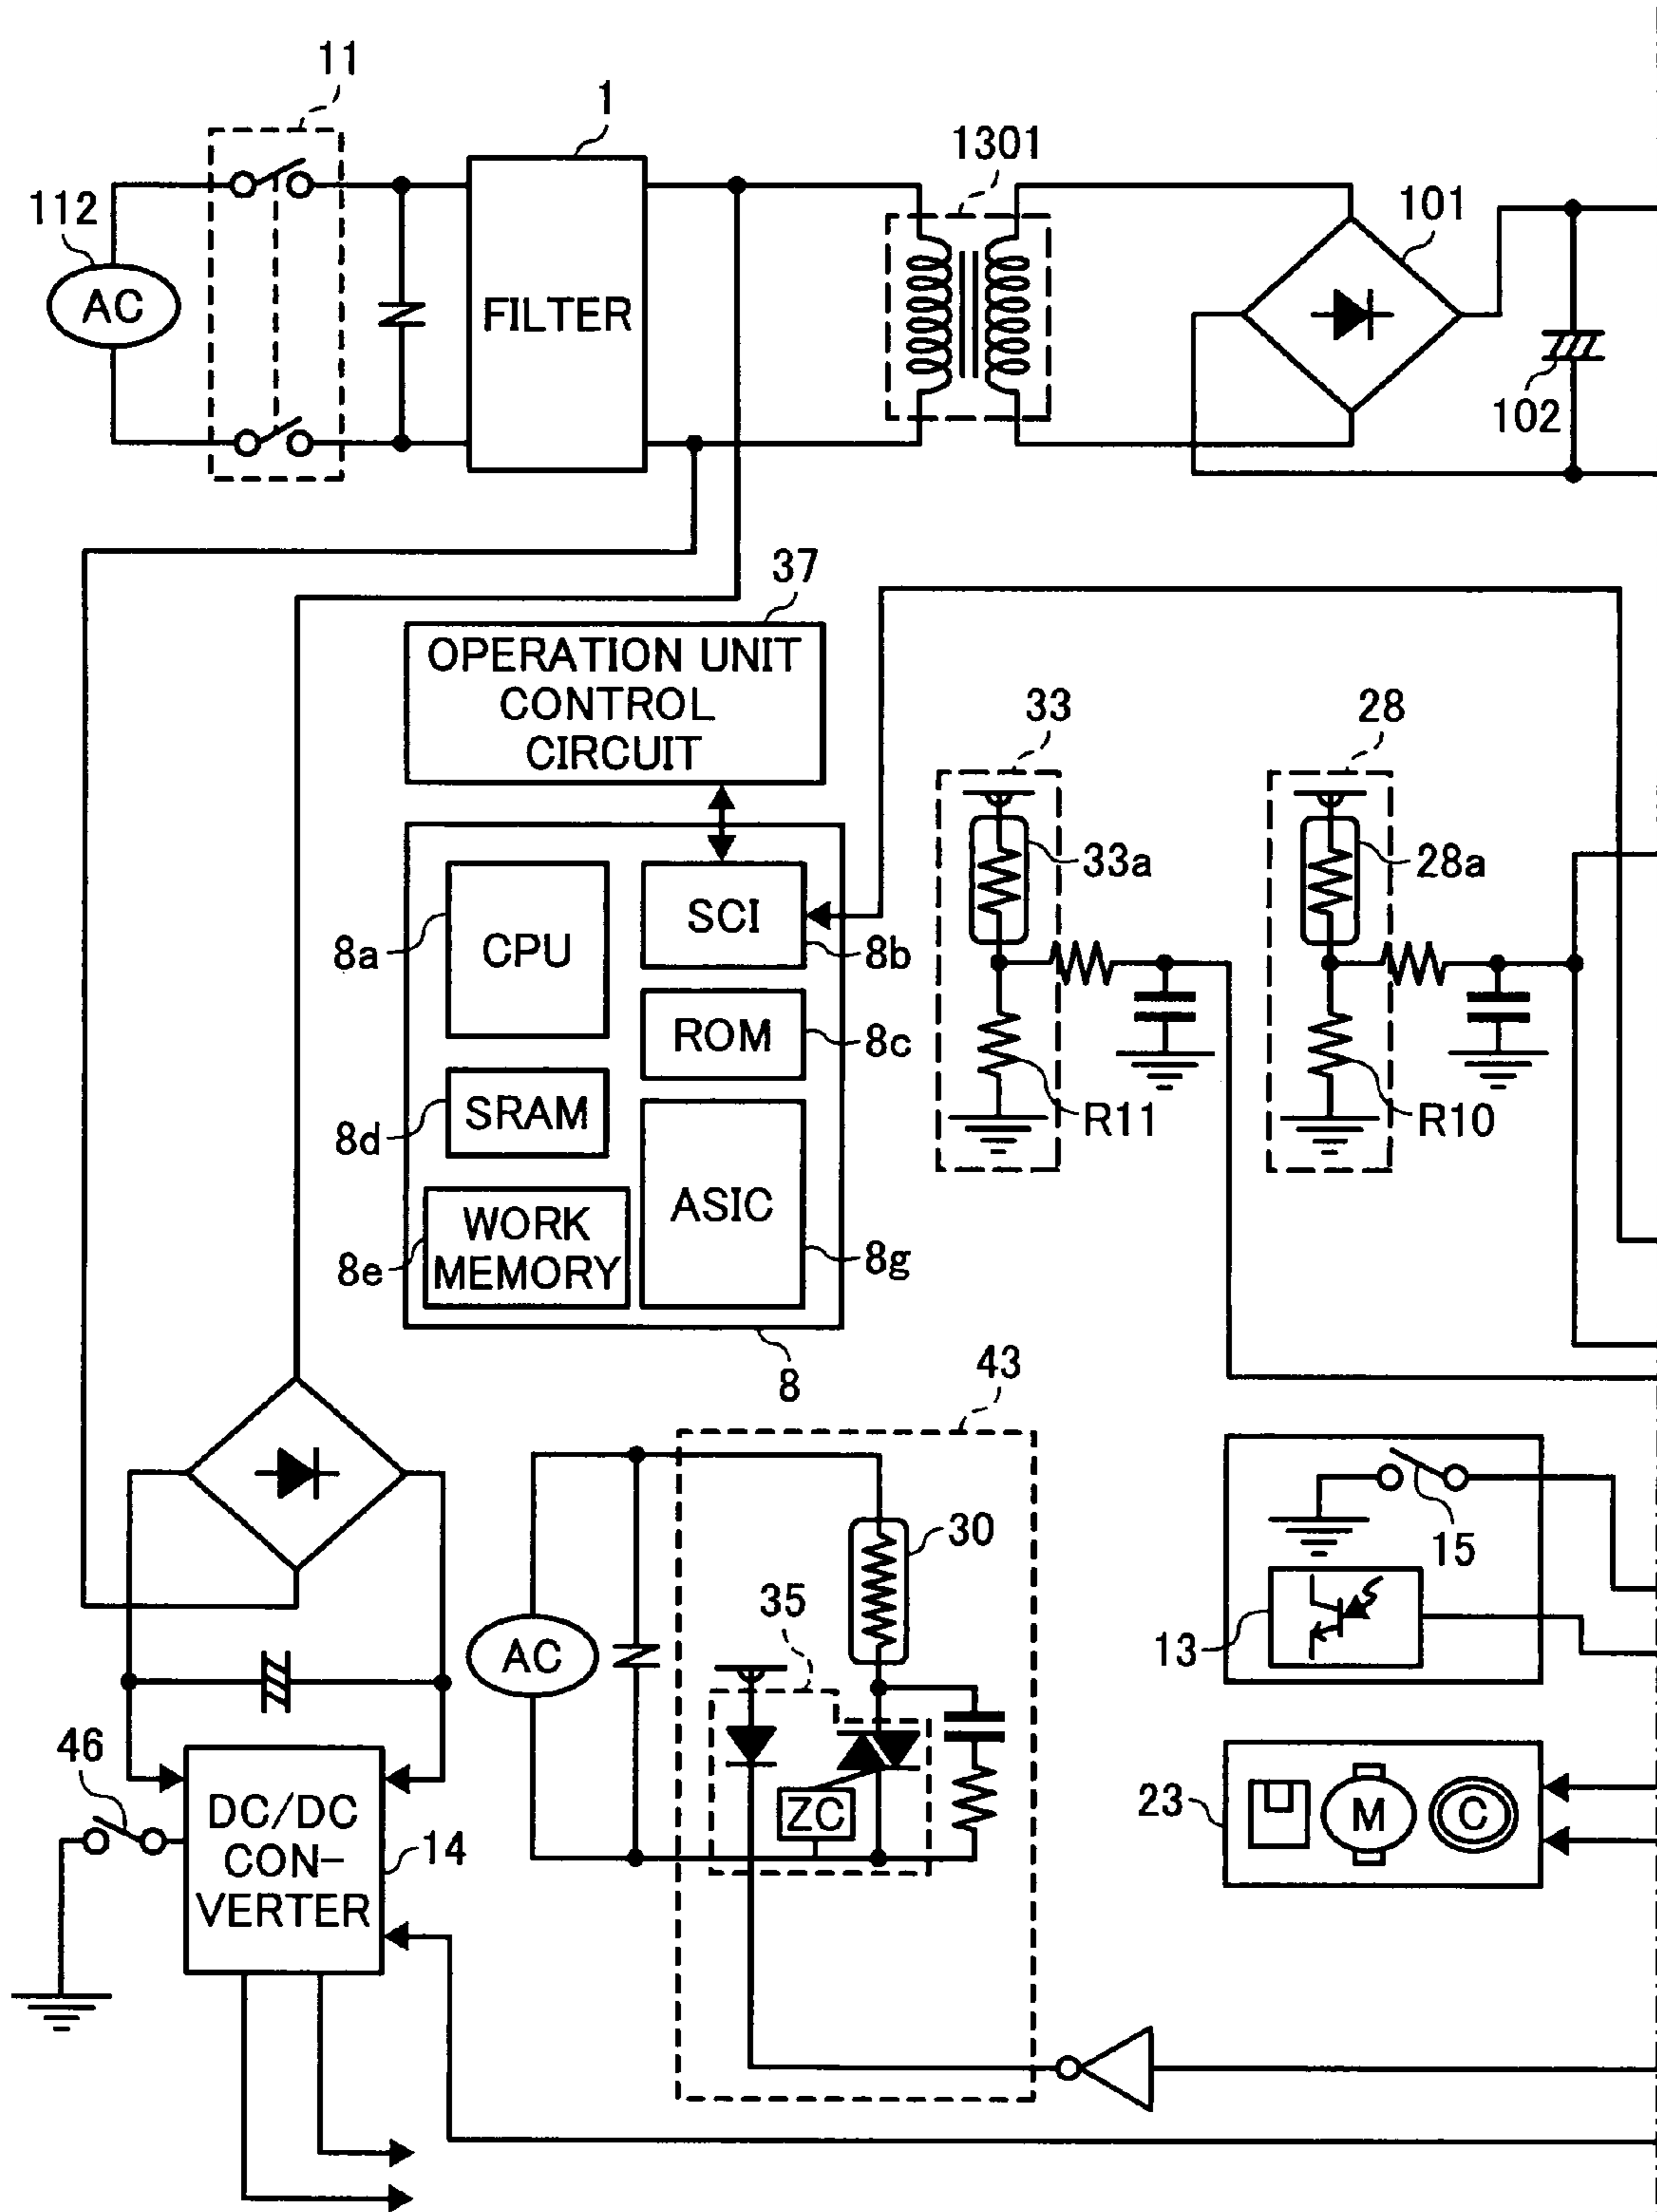 11
1
1301
112
101
AC
FILTER
102
37
OPERATION UNIT
CONTROL
CIRCUIT
33
28
33a
28a
SCI
8a
CPU
8b
ROM
8c
SRAM
8d
R11
R10
ASIC
WORK
MEMORY
8e
8g
8
43
30
15
35
13
AC
46
ZC
23
M
C
DC/DC
CON-
VERTER
14